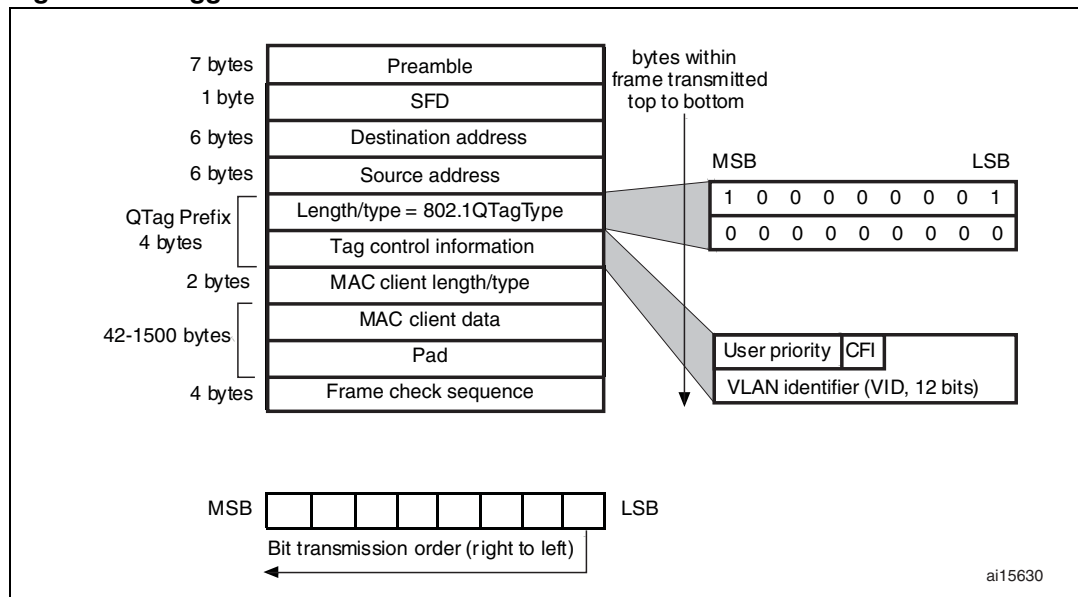 7 bytes Preamble
1 byte SFD
6 bytes Destination address
6 bytes Source address
QTag Prefix
4 bytes
Length/type = 802.1QTagType
Tag control information
2 bytes MAC client length/type
42-1500 bytes
MAC client data
Pad
4 bytes Frame check sequence
bytes within
frame transmitted
top to bottom
MSB LSB
1 0 0 0 0 0 0 0 1
0 0 0 0 0 0 0 0 0
User priority CFI
VLAN identifier (VID, 12 bits)
MSB LSB
Bit transmission order (right to left)
ai15630